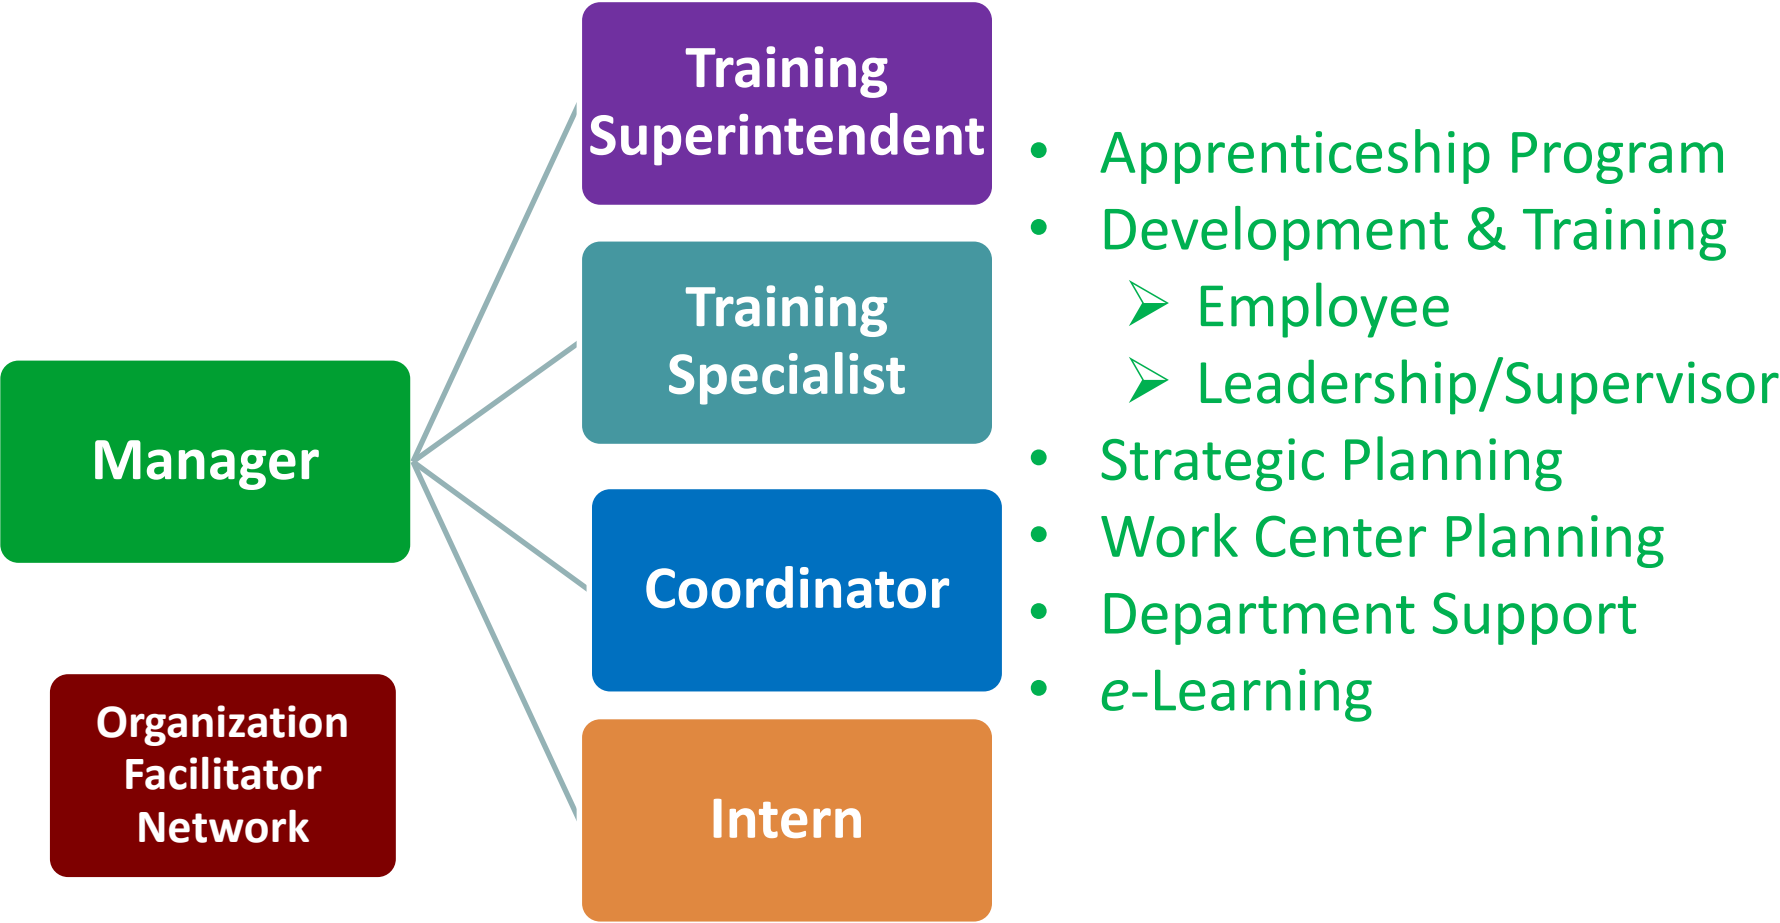 Training
Superintendent
Training
Specialist
Manager
Coordinator
Intern
Organization
Facilitator
Network
• Apprenticeship Program
• Development & Training
➢ Employee
➢ Leadership/Supervisor
• Strategic Planning
• Work Center Planning
• Department Support
• e-Learning